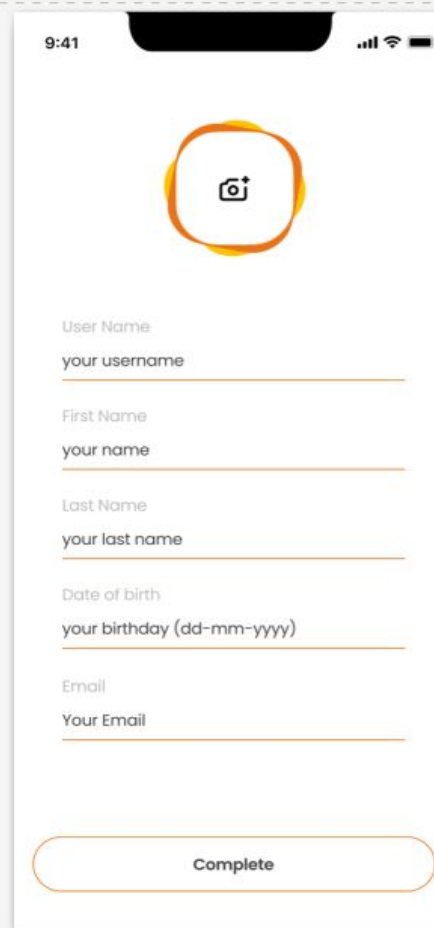 9:41
User Name
your username
First Name
your name
Last Name
your last name
Date of birth
your birthday (dd-mm-yyyy)
Email
Your Email
Complete